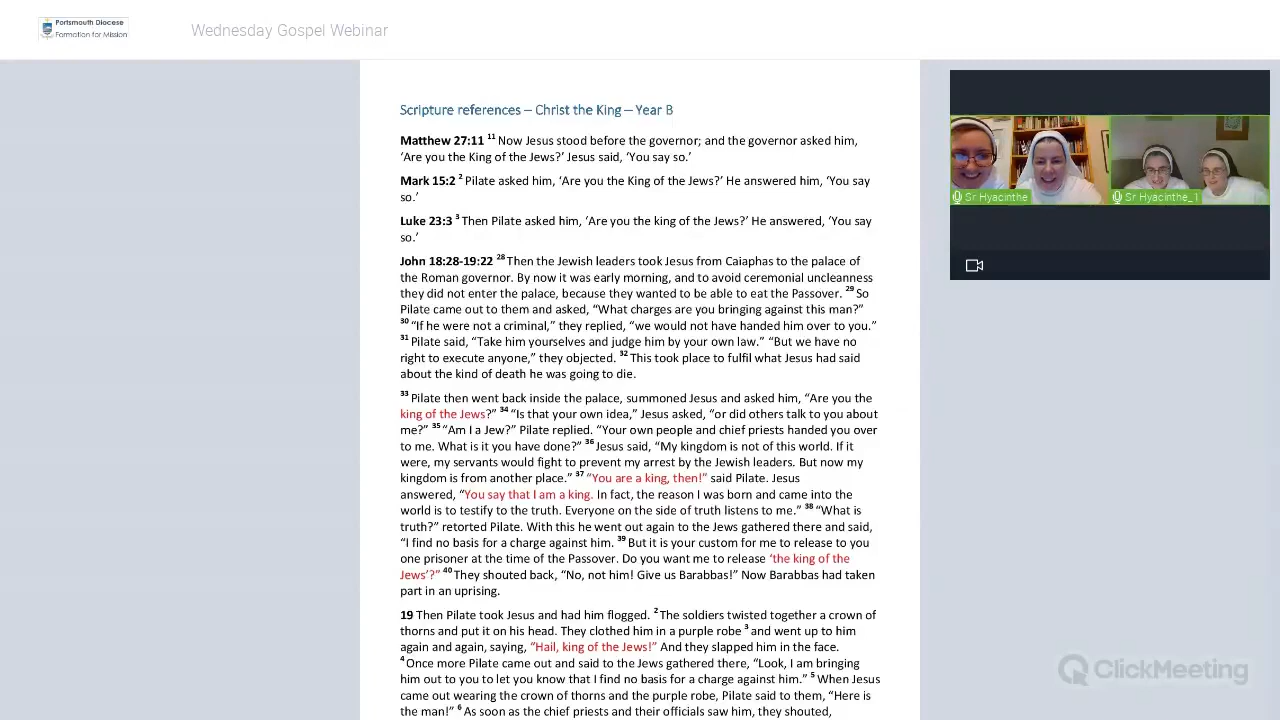 Portsmouth Diocese
Formation for Mission
Wednesday Gospel Webinar
Scripture references – Christ the King – Year B
Matthew 27:11 11 Now Jesus stood before the governor; and the governor asked him,
‘Are you the King of the Jews?’ Jesus said, ‘You say so.’
Mark 15:2 2 Pilate asked him, ‘Are you the King of the Jews?’ He answered him, ‘You say
so.’
Luke 23:3 3 Then Pilate asked him, ‘Are you the king of the Jews?’ He answered, ‘You say
so.’
John 18:28-19:22 28 Then the Jewish leaders took Jesus from Caiaphas to the palace of
the Roman governor. By now it was early morning, and to avoid ceremonial uncleanness
they did not enter the palace, because they wanted to be able to eat the Passover. 29 So
Pilate came out to them and asked, “What charges are you bringing against this man?”
30 “If he were not a criminal,” they replied, “we would not have handed him over to you.”
31 Pilate said, “Take him yourselves and judge him by your own law.” “But we have no
right to execute anyone,” they objected. 32 This took place to fulfil what Jesus had said
about the kind of death he was going to die.
33 Pilate then went back inside the palace, summoned Jesus and asked him, “Are you the
king of the Jews?” 34 “Is that your own idea,” Jesus asked, “or did others talk to you about
me?” 35 “Am I a Jew?” Pilate replied. “Your own people and chief priests handed you over
to me. What is it you have done?” 36 Jesus said, “My kingdom is not of this world. If it
were, my servants would fight to prevent my arrest by the Jewish leaders. But now my
kingdom is from another place.” 37 “You are a king, then!” said Pilate. Jesus
answered, “You say that I am a king. In fact, the reason I was born and came into the
world is to testify to the truth. Everyone on the side of truth listens to me.” 38 “What is
truth?” retorted Pilate. With this he went out again to the Jews gathered there and said,
“I find no basis for a charge against him. 39 But it is your custom for me to release to you
one prisoner at the time of the Passover. Do you want me to release ‘the king of the
Jews’?” 40 They shouted back, “No, not him! Give us Barabbas!” Now Barabbas had taken
part in an uprising.
19 Then Pilate took Jesus and had him flogged. 2 The soldiers twisted together a crown of
thorns and put it on his head. They clothed him in a purple robe 3 and went up to him
again and again, saying, “Hail, king of the Jews!” And they slapped him in the face.
4 Once more Pilate came out and said to the Jews gathered there, “Look, I am bringing
him out to you to let you know that I find no basis for a charge against him.” 5 When Jesus
came out wearing the crown of thorns and the purple robe, Pilate said to them, “Here is
the man!” 6 As soon as the chief priests and their officials saw him, they shouted,
Sr Hyacinthe
Sr Hyacinthe_1
ClickMeeting